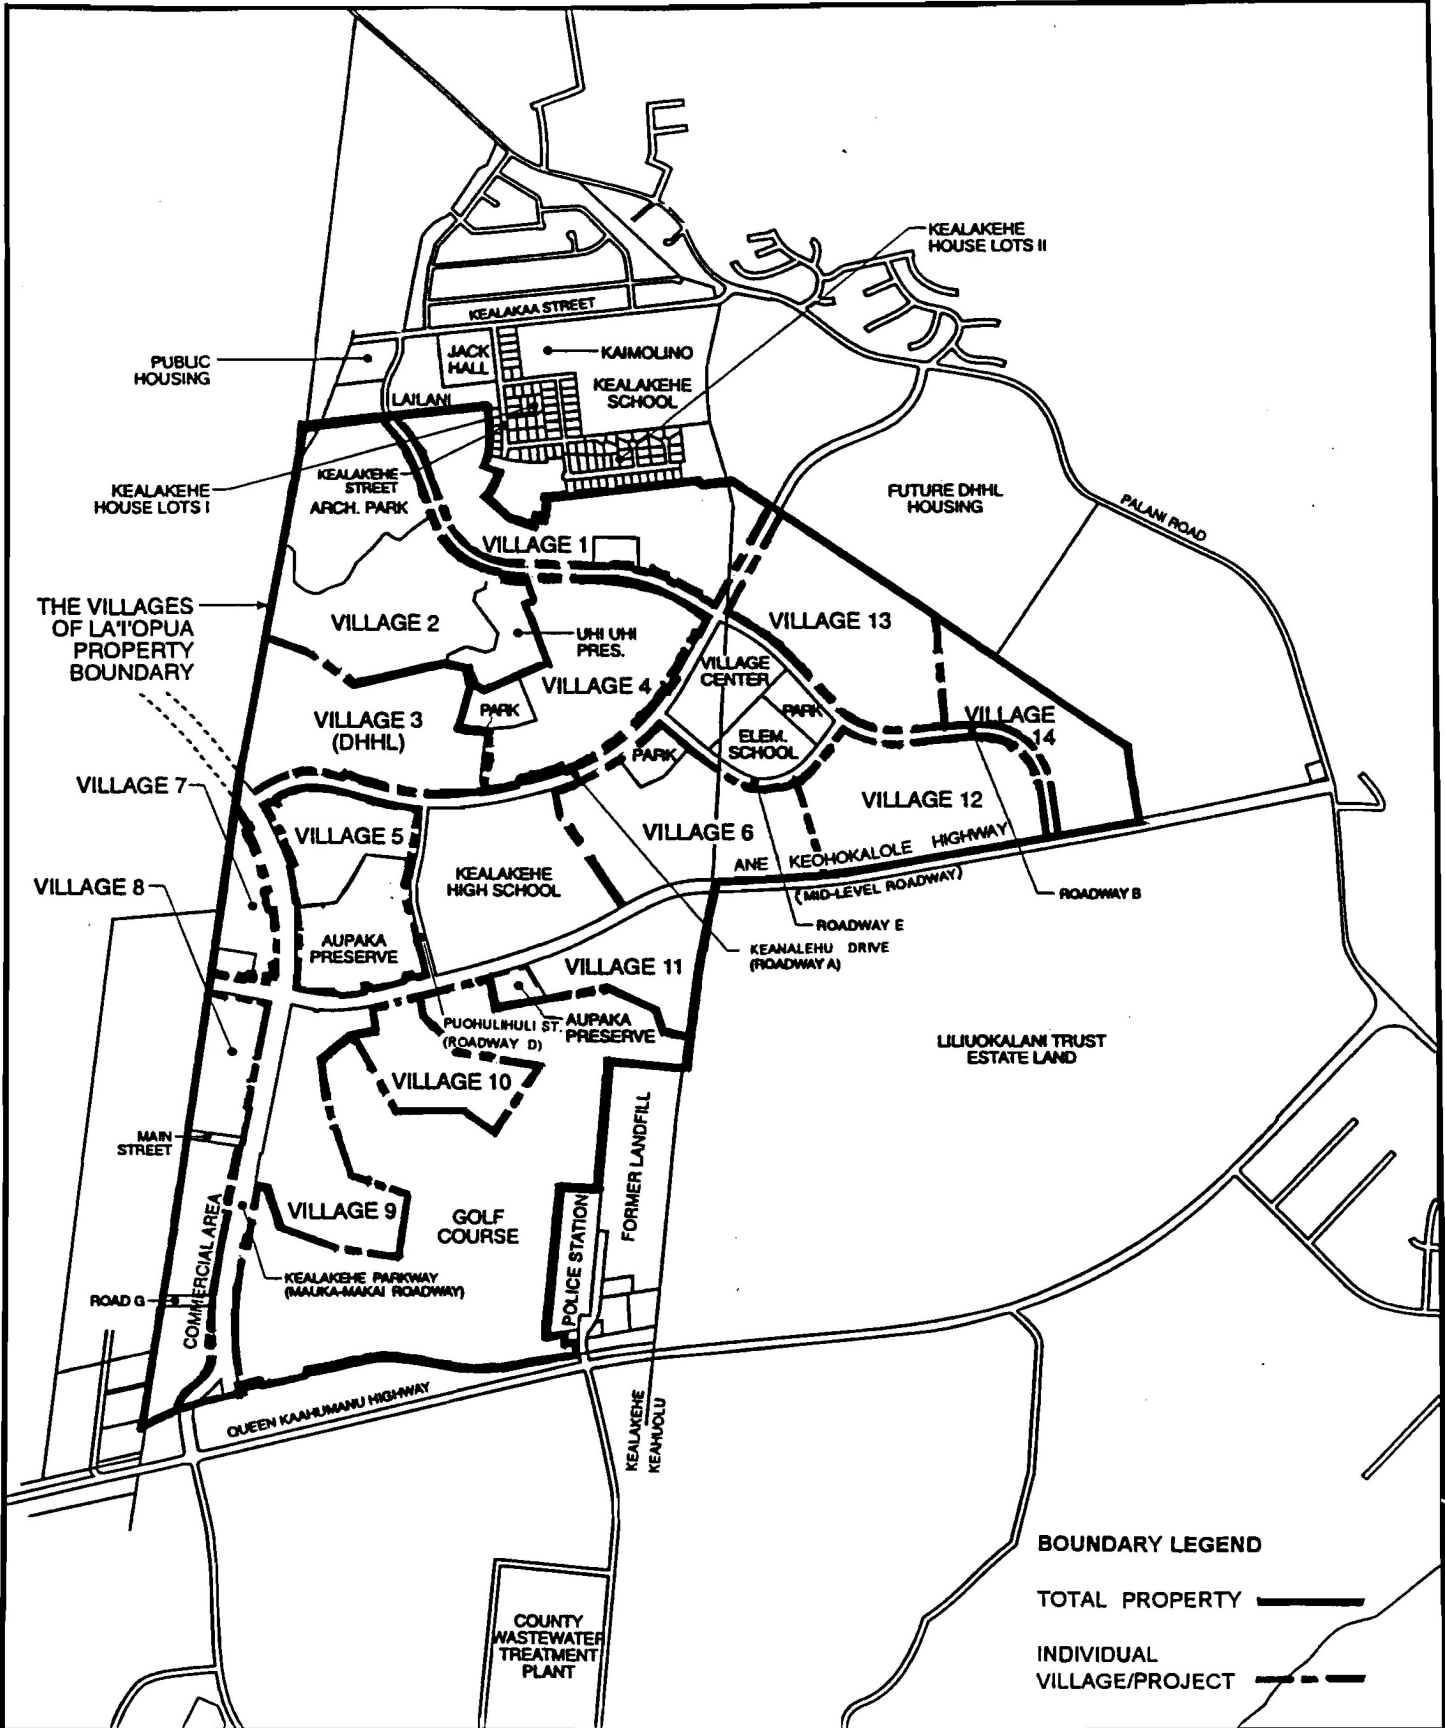 KEALAKEHE
HOUSE LOTS II
KEALAKAA STREET
PUBLIC
HOUSING
JACK
HALL
KAIMOLINO
KEALAKEHE
SCHOOL
LAILANI
KEALAKEHE
STREET
KEALAKEHE
HOUSE LOTS I
ARCH. PARK
FUTURE DHHL
HOUSING
PALANI ROAD
VILLAGE 1
THE VILLAGES
OF LA'I'OPUA
PROPERTY
BOUNDARY
VILLAGE 2
UHI UHI
PRES.
VILLAGE 13
VILLAGE
CENTER
VILLAGE 4
PARK
PARK
VILLAGE 3
(DHHL)
ELEM.
SCHOOL
VILLAGE
14
PARK
VILLAGE 7
VILLAGE 12
VILLAGE 5
VILLAGE 6
ANE KEOHOKALOLE HIGHWAY
(MID-LEVEL ROADWAY)
KEALAKEHE
HIGH SCHOOL
VILLAGE 8
ROADWAY B
ROADWAY E
AUPAKA
PRESERVE
KEANALEHU DRIVE
(ROADWAY A)
VILLAGE 11
PUOHULIHULI ST.
(ROADWAY D)
AUPAKA
PRESERVE
LILIUOKALANI TRUST
ESTATE LAND
VILLAGE 10
MAIN
STREET
FORMER LANDFILL
VILLAGE 9
GOLF
COURSE
POLICE STATION
COMMERCIAL AREA
KEALAKEHE PARKWAY
(MAUKA-MAKAI ROADWAY)
ROAD G
QUEEN KAAHUMANU HIGHWAY
KEALAKEHE
KEAHUOLU
BOUNDARY LEGEND
TOTAL PROPERTY
INDIVIDUAL
VILLAGE/PROJECT
COUNTY
WASTEWATER
TREATMENT
PLANT